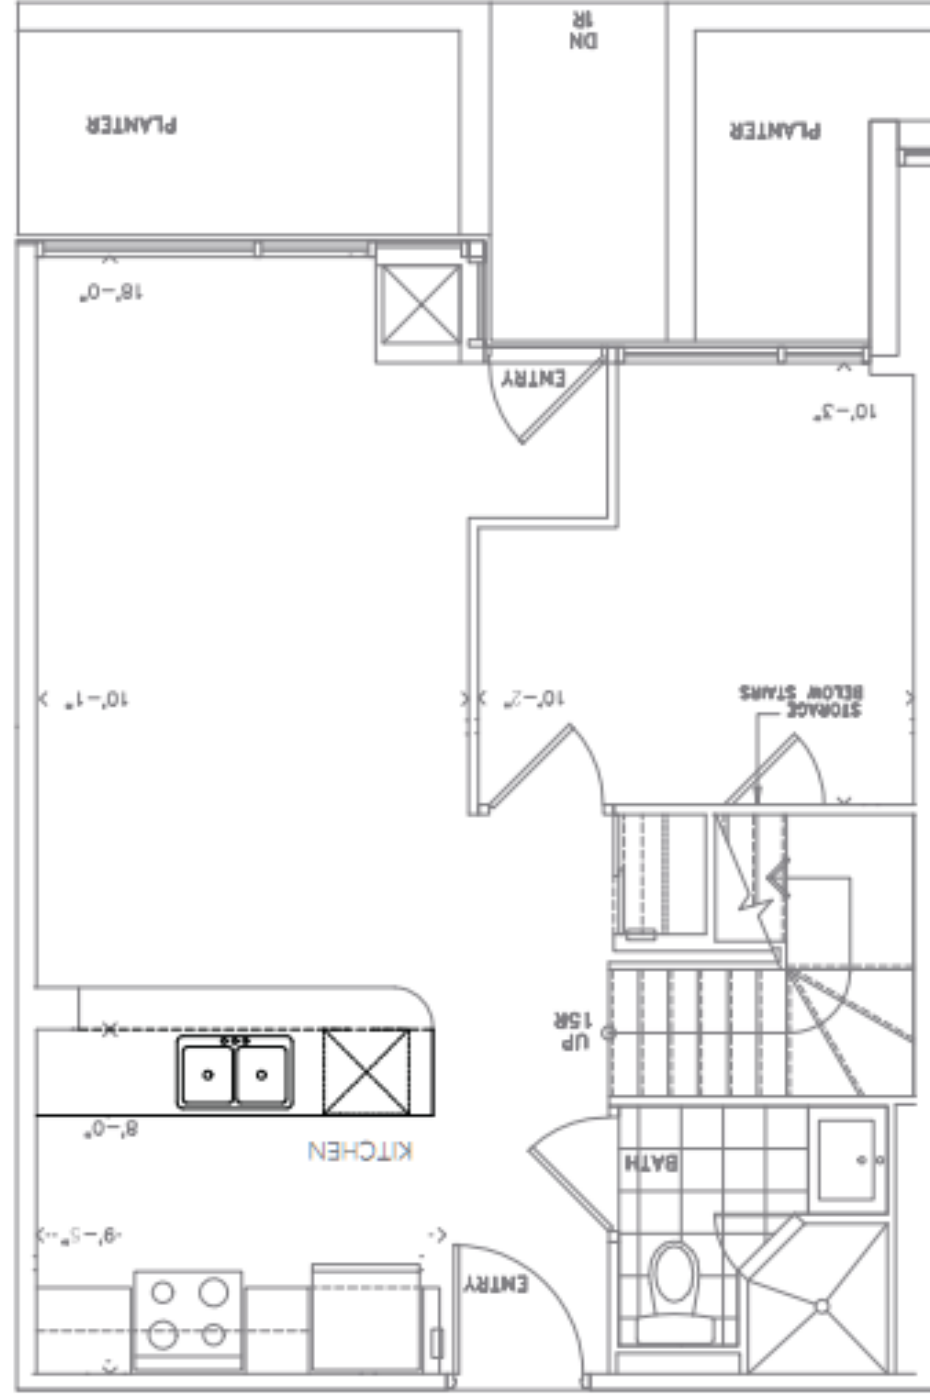 ENTRY
9'-5"
BATH
KITCHEN
8'-0"
UP
15R
STORAGE
BELOW STAIRS
10'-2"
10'-1"
10'-3"
ENTRY
18'-0"
PLANTER
PLANTER
DN
1R